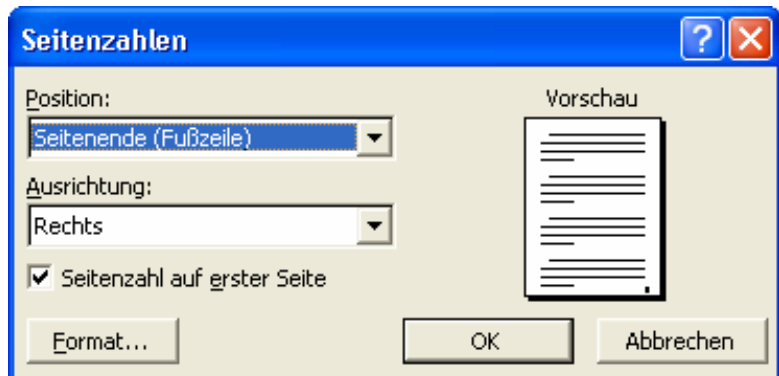 Seitenzahlen
Position:
Vorschau
Seitenende (Fußzeile)
Ausrichtung:
Rechts
Seitenzahl auf erster Seite
Format...
OK
Abbrechen